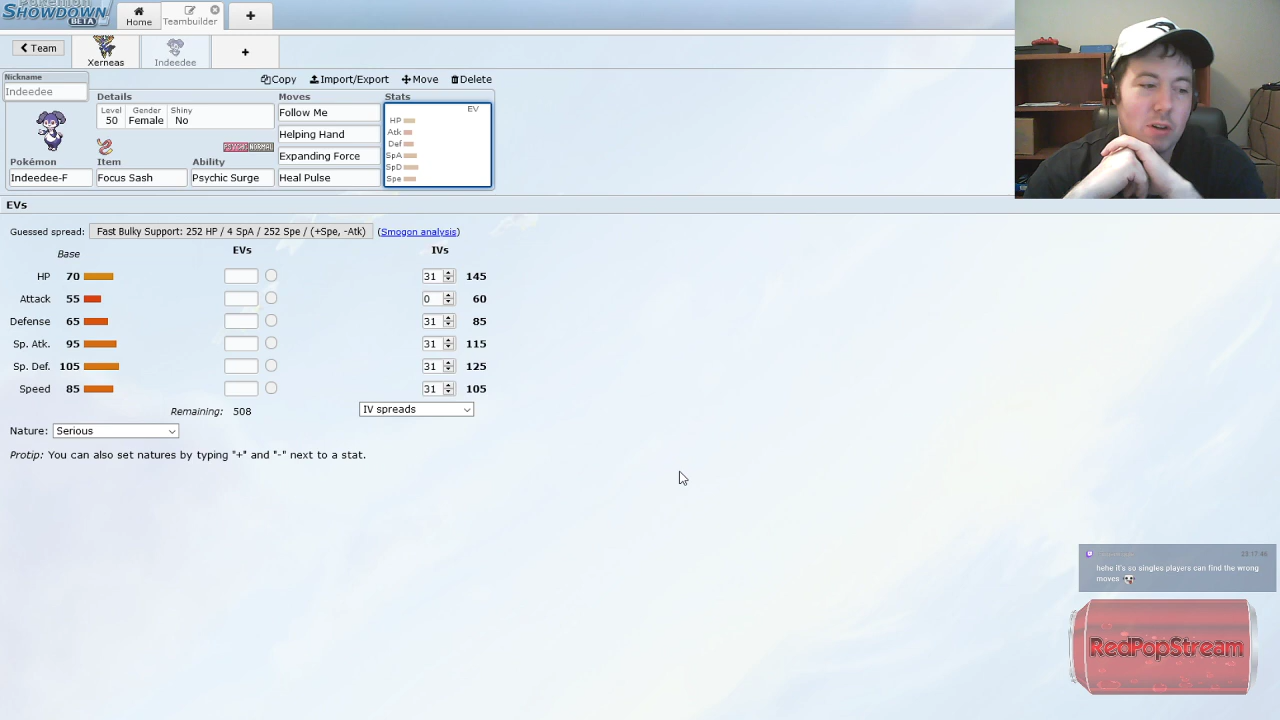 Pokémon
SHOWDOWN
BETA
Home
Teambuilder
+
Team
Xerneas
Indeedee
+
Nickname
Indeedee
Copy Import/Export Move Delete
Details Moves Stats
Level Gender Shiny
50 Female No
Follow Me
Helping Hand
Expanding Force
Heal Pulse
EV
HP
Atk
Def
SpA
SpD
Spe
PSYCHIC NORMAL
Pokémon Item Ability
Indeedee-F Focus Sash Psychic Surge
EVs
Guessed spread: Fast Bulky Support: 252 HP / 4 SpA / 252 Spe / (+Spe, -Atk) (Smogon analysis)
Base EVs IVs
HP 70 31 145
Attack 55 0 60
Defense 65 31 85
Sp. Atk. 95 31 115
Sp. Def. 105 31 125
Speed 85 31 105
Remaining: 508 IV spreads
Nature: Serious
Protip: You can also set natures by typing "+" and "-" next to a stat.
23:17:46
hehe it's so singles players can find the wrong
moves
RedPopStream